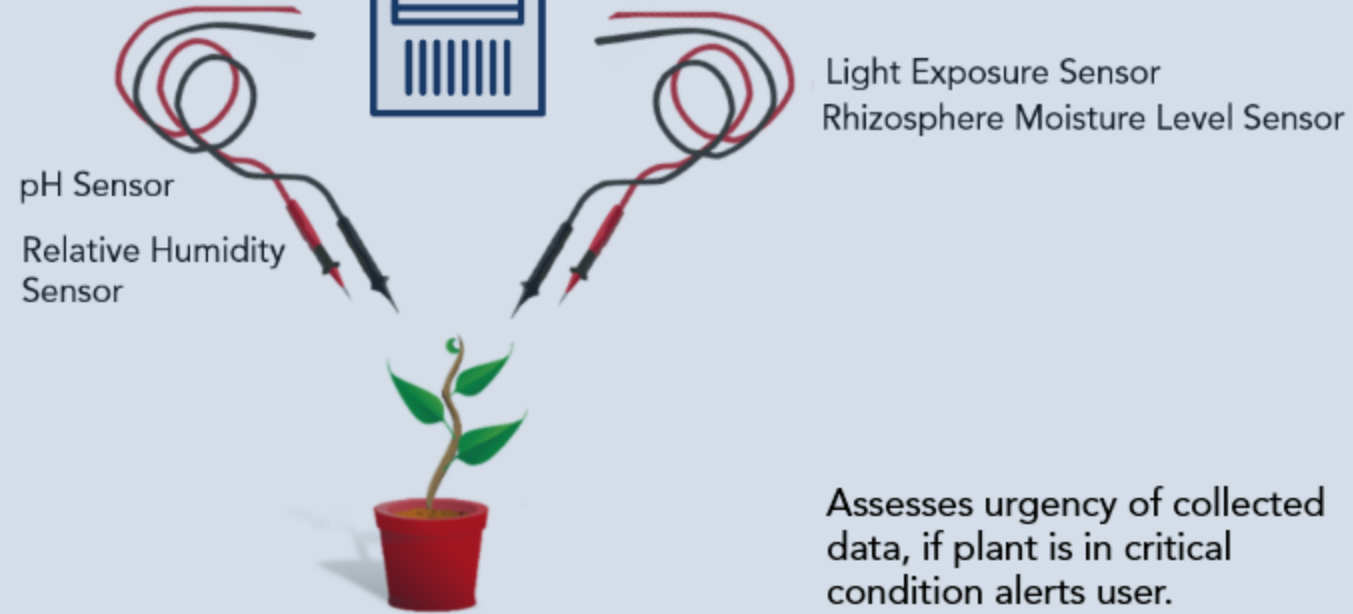 Light Exposure Sensor
Rhizosphere Moisture Level Sensor
pH Sensor
Relative Humidity
Sensor
Assesses urgency of collected
data, if plant is in critical
condition alerts user.